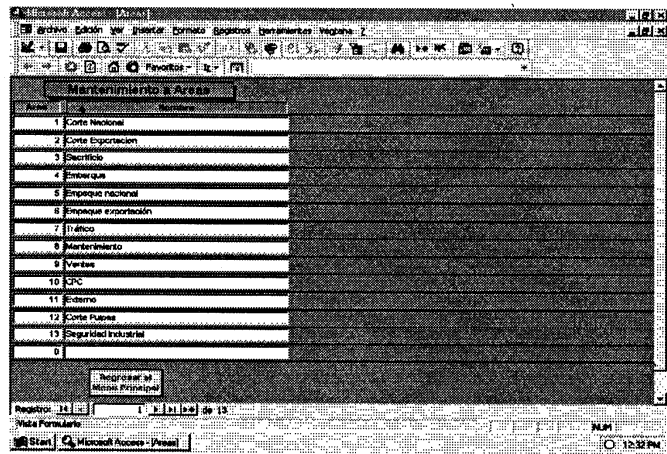 Microsoft Access - [Areas]
Archivo Edición Ver Insertar Formato Registros Herramientas Ventana ?
Favoritos
Mantenimiento a Areas
Area Nombre
1 Corte Nacional
2 Corte Exportacion
3 Sacrificio
4 Embarque
5 Empaque nacional
6 Empaque exportación
7 Tráfico
8 Mantenimiento
9 Ventas
10 CPC
11 Externo
12 Corte Pulpas
13 Seguridad Industrial
0
Regresar al
Menu Principal
Registro: 1 de 13
Vista Formulario NUM
Start Microsoft Access - [Areas] 12:32 PM